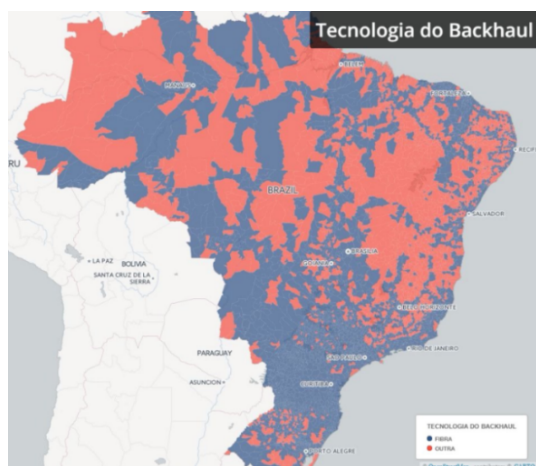 Tecnologia do Backhaul
BELÉM
MANAUS
FORTALEZA
RU
RECIFE
BRAZIL
SALVADOR
BRASÍLIA
LA PAZ
BOLIVIA
GOIÂNIA
SANTA CRUZ DE LA
SIERRA
BELO HORIZONTE
PARAGUAY
SÃO PAULO
RIO DE JANEIRO
ASUNCION
CURITIBA
PORTO ALEGRE
TECNOLOGIA DO BACKHAUL
FIBRA
OUTRA